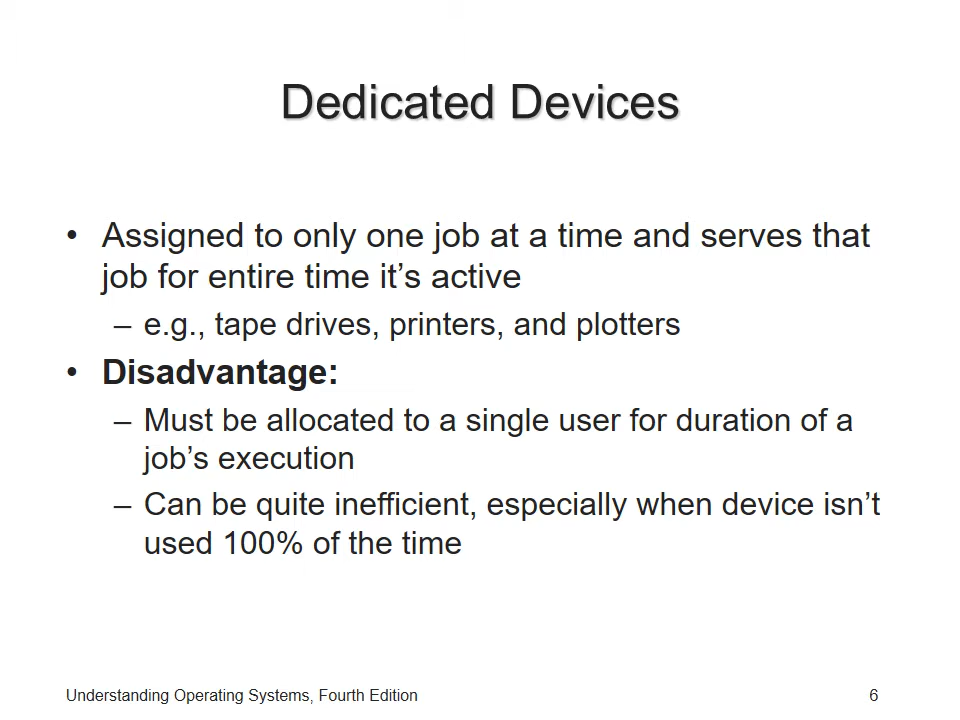 Dedicated Devices
• Assigned to only one job at a time and serves that
job for entire time it’s active
– e.g., tape drives, printers, and plotters
• Disadvantage:
– Must be allocated to a single user for duration of a
job’s execution
– Can be quite inefficient, especially when device isn’t
used 100% of the time
Understanding Operating Systems, Fourth Edition 6